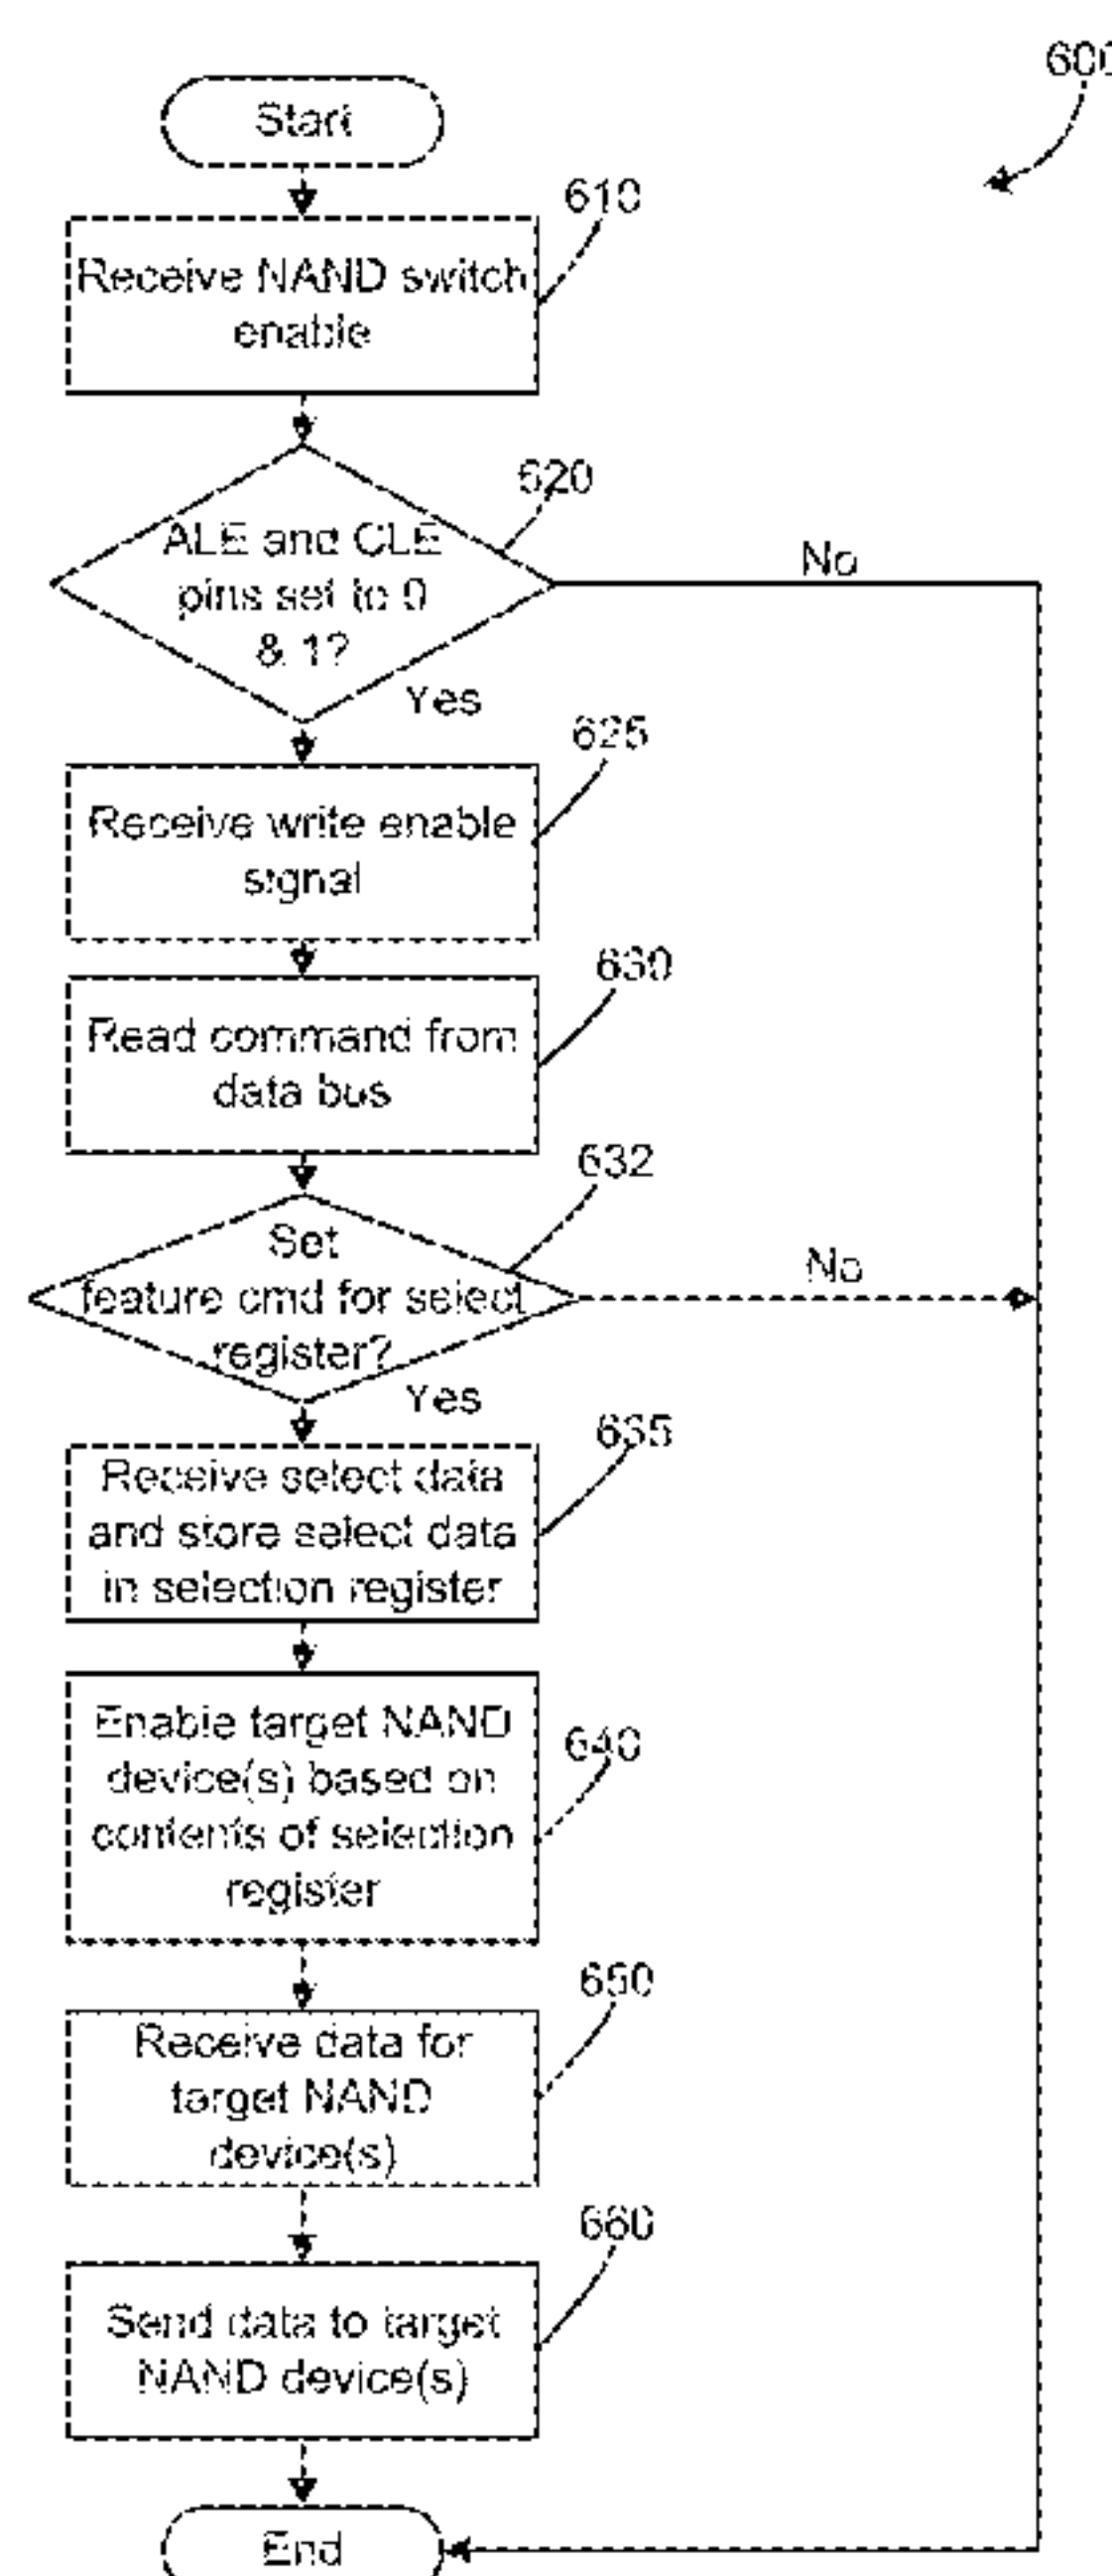 600
Start
610
Receive NAND switch
enable
620
ALE and CLE
pins set to 0
& 1?
No
Yes
625
Receive write enable
signal
630
Read command from
data bus
632
Set
feature cmd for select
register?
No
Yes
635
Receive select data
and store select data
in selection register
Enable target NAND
device(s) based on
contents of selection
register
640
650
Receive data for
target NAND
device(s)
660
Send data to target
NAND device(s)
End